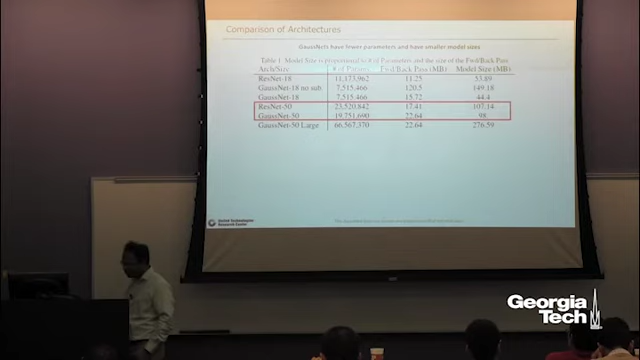 Comparison of Architectures
GaussNets have fewer parameters and have smaller model sizes
Table 1. Model Size is proportional to # of Parameters and the size of the Fwd/Back Pass
Arch/Size # of Params Fwd/Back Pass (MB) Model Size (MB)
ResNet-18 11,173,962 11.25 53.89
GaussNet-18 no sub. 7,515,466 120.5 149.18
GaussNet-18 7,515,466 15.72 44.4
ResNet-50 23,520,842 17.41 107.14
GaussNet-50 19,751,690 22.64 98.
GaussNet-50 Large 66,567,370 22.64 276.59
United Technologies
Research Center
Georgia
Tech